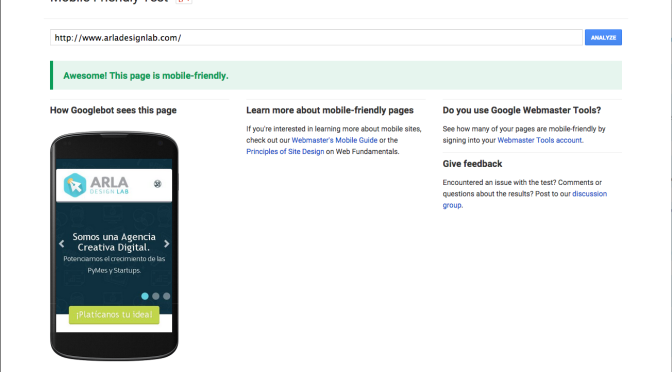 Mobile Friendly Test
http://www.arladesignlab.com/
ANALYZE
Awesome! This page is mobile-friendly.
How Googlebot sees this page
ARLA
DESIGN LAB
Somos una Agencia
Creativa Digital.
Potenciamos el crecimiento de las
PyMes y Startups.
¡Platícanos tu idea!
Learn more about mobile-friendly pages
If you're interested in learning more about mobile sites,
check out our Webmaster's Mobile Guide or the
Principles of Site Design on Web Fundamentals.
Do you use Google Webmaster Tools?
See how many of your pages are mobile-friendly by
signing into your Webmaster Tools account.
Give feedback
Encountered an issue with the test? Comments or
questions about the results? Post to our discussion
group.